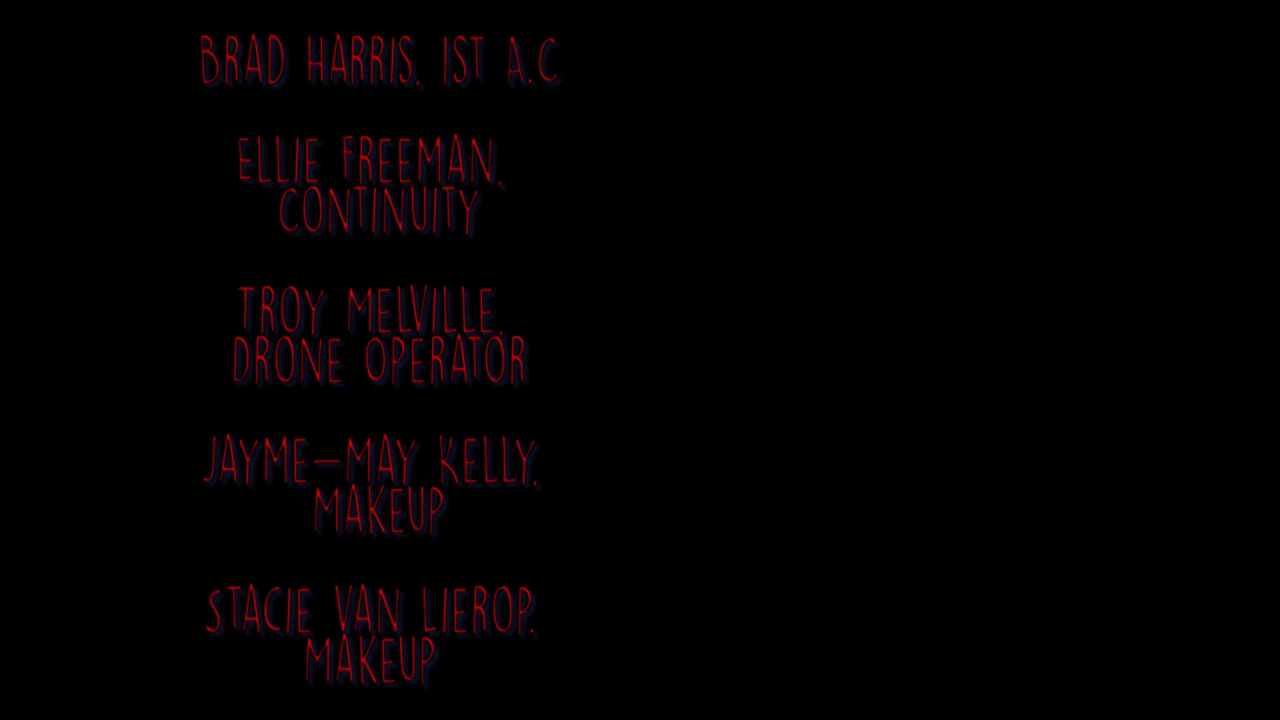 BRAD HARRIS, 1ST A.C
ELLIE FREEMAN,
CONTINUITY
TROY MELVILLE,
DRONE OPERATOR
JAYME-MAY KELLY,
MAKEUP
STACIE VAN LIEROP,
MAKEUP